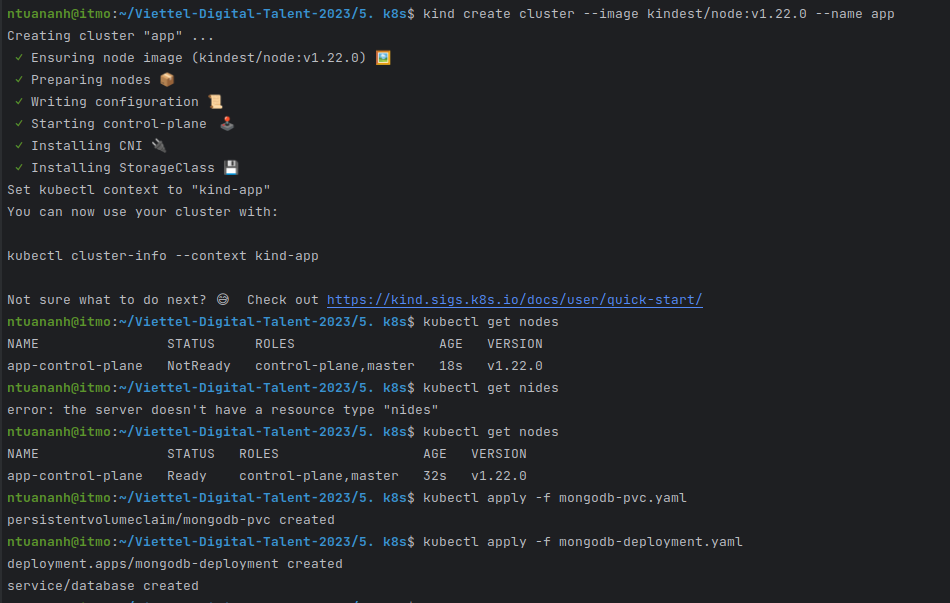 ntuananh@itmo:~/Viettel-Digital-Talent-2023/5. k8s$ kind create cluster --image kindest/node:v1.22.0 --name app
Creating cluster "app" ...
✓ Ensuring node image (kindest/node:v1.22.0) 🖼
✓ Preparing nodes 📦
✓ Writing configuration 📜
✓ Starting control-plane 🕹
✓ Installing CNI 🔌
✓ Installing StorageClass 💾
Set kubectl context to "kind-app"
You can now use your cluster with:
kubectl cluster-info --context kind-app
Not sure what to do next? 😅 Check out https://kind.sigs.k8s.io/docs/user/quick-start/
ntuananh@itmo:~/Viettel-Digital-Talent-2023/5. k8s$ kubectl get nodes
NAME STATUS ROLES AGE VERSION
app-control-plane NotReady control-plane,master 18s v1.22.0
ntuananh@itmo:~/Viettel-Digital-Talent-2023/5. k8s$ kubectl get nides
error: the server doesn't have a resource type "nides"
ntuananh@itmo:~/Viettel-Digital-Talent-2023/5. k8s$ kubectl get nodes
NAME STATUS ROLES AGE VERSION
app-control-plane Ready control-plane,master 32s v1.22.0
ntuananh@itmo:~/Viettel-Digital-Talent-2023/5. k8s$ kubectl apply -f mongodb-pvc.yaml
persistentvolumeclaim/mongodb-pvc created
ntuananh@itmo:~/Viettel-Digital-Talent-2023/5. k8s$ kubectl apply -f mongodb-deployment.yaml
deployment.apps/mongodb-deployment created
service/database created